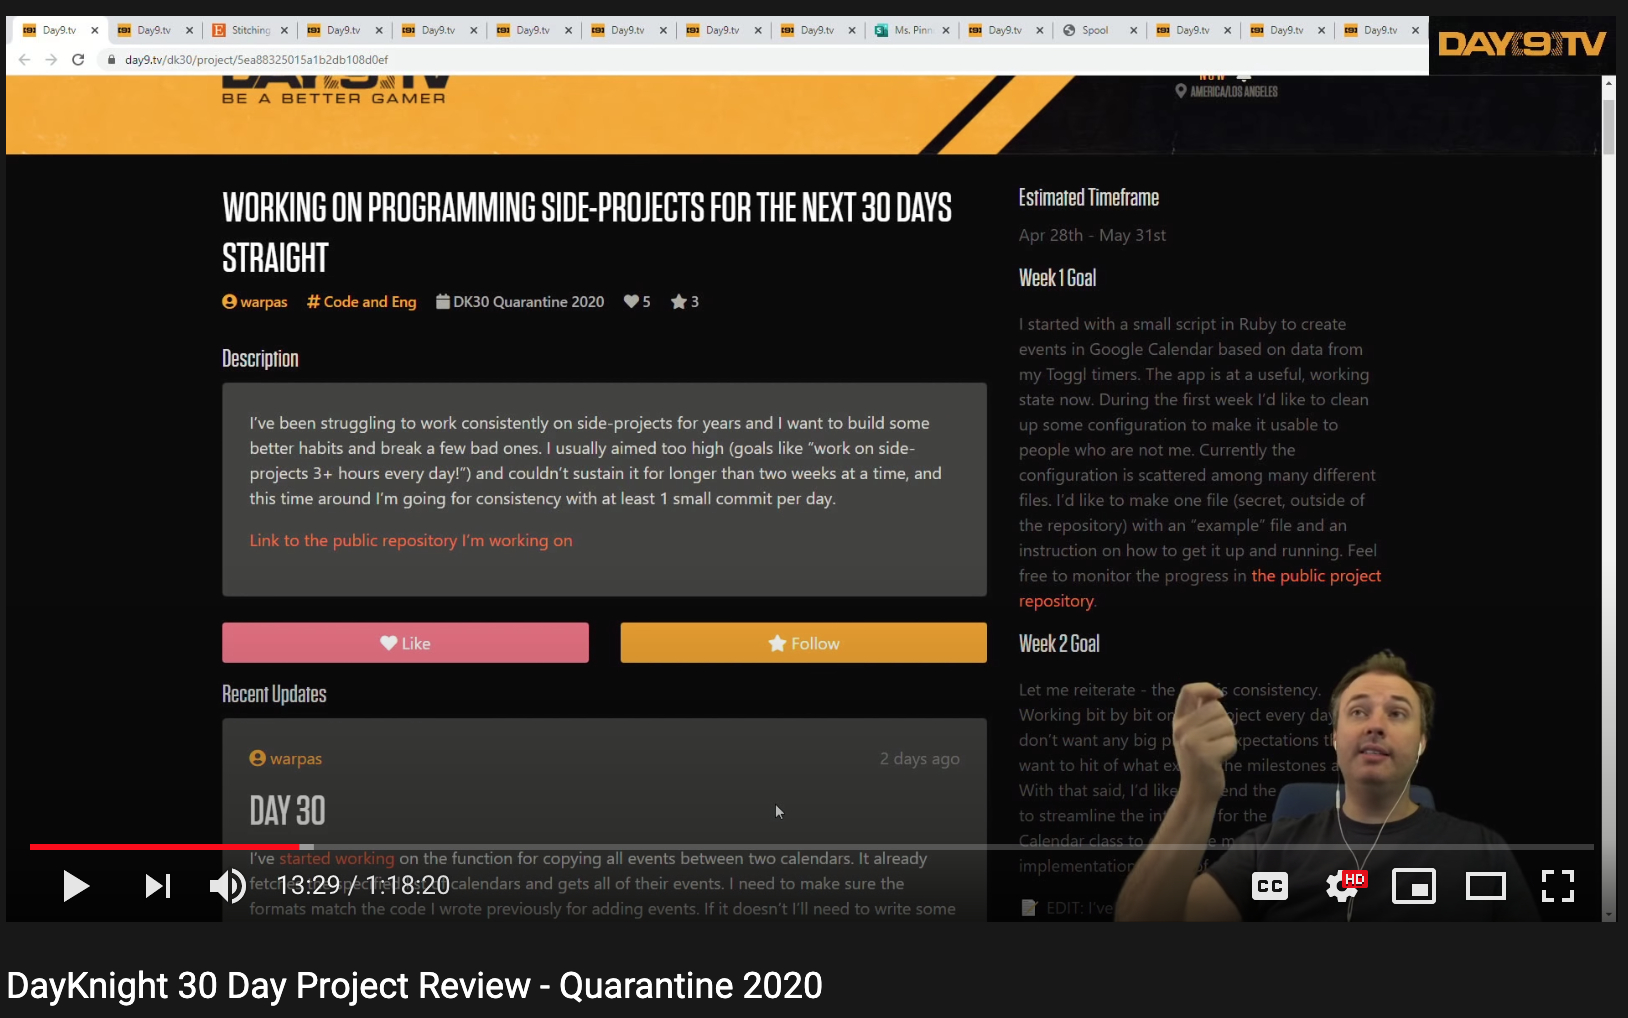 Day9.tv Day9.tv Stitching Day9.tv Day9.tv Day9.tv Day9.tv Day9.tv Day9.tv Ms. Pinn Day9.tv Spool Day9.tv Day9.tv Day9.tv
DAY[9]TV
day9.tv/dk30/project/5ea88325015a1b2db108d0ef
BE A BETTER GAMER
NOW
AMERICA/LOS ANGELES
WORKING ON PROGRAMMING SIDE-PROJECTS FOR THE NEXT 30 DAYS
STRAIGHT
warpas # Code and Eng DK30 Quarantine 2020 5 3
Description
I've been struggling to work consistently on side-projects for years and I want to build some
better habits and break a few bad ones. I usually aimed too high (goals like "work on side-
projects 3+ hours every day!") and couldn't sustain it for longer than two weeks at a time, and
this time around I'm going for consistency with at least 1 small commit per day.
Link to the public repository I'm working on
Like Follow
Recent Updates
warpas 2 days ago
DAY 30
I've started working on the function for copying all events between two calendars. It already
calendars and gets all of their events. I need to make sure the
formats match the code I wrote previously for adding events. If it doesn't I'll need to write some
Estimated Timeframe
Apr 28th - May 31st
Week 1 Goal
I started with a small script in Ruby to create
events in Google Calendar based on data from
my Toggl timers. The app is at a useful, working
state now. During the first week I'd like to clean
up some configuration to make it usable to
people who are not me. Currently the
configuration is scattered among many different
files. I'd like to make one file (secret, outside of
the repository) with an "example" file and an
instruction on how to get it up and running. Feel
free to monitor the progress in the public project
repository.
Week 2 Goal
Let me reiterate - the is consistency.
Working bit by bit on ject every day
don't want any big p xpectations th
want to hit of what ex he milestones a
With that said, I'd like end the
to streamline the in for the
Calendar class to
implementation of
EDIT: I've
13:29 / 1:18:20
CC HD
DayKnight 30 Day Project Review - Quarantine 2020